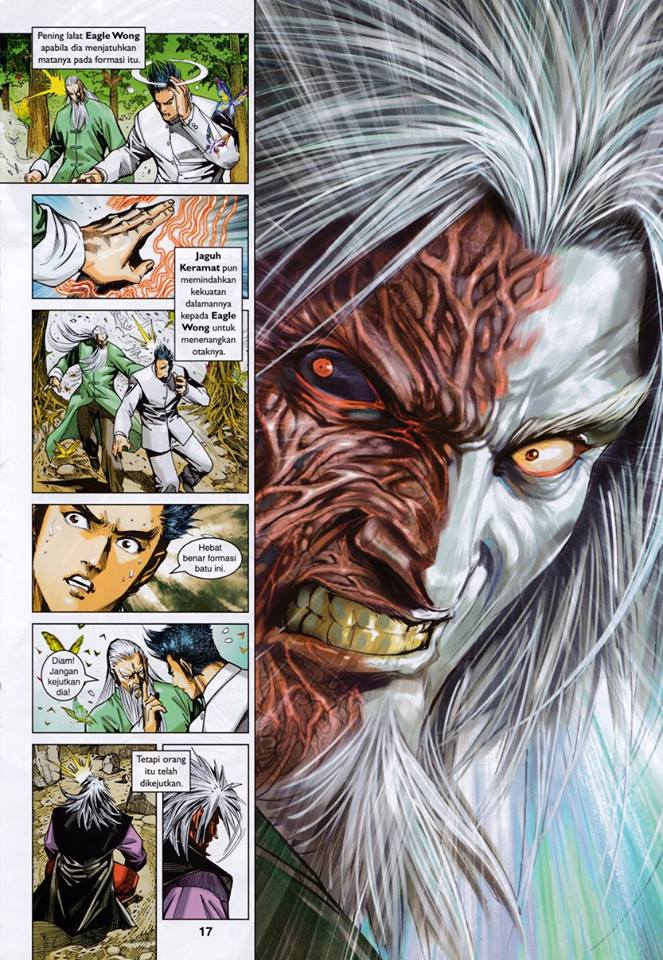 Pening lalat Eagle Wong
apabila dia menjatuhkan
matanya pada formasi itu.
Jaguh
Keramat pun
memindahkan
kekuatan
dalamannya
kepada Eagle
Wong untuk
menenangkan
otaknya.
Hebat
benar formasi
batu ini.
Diam!
Jangan
kejutkan
dia!
Tetapi orang
itu telah
dikejutkan.
17